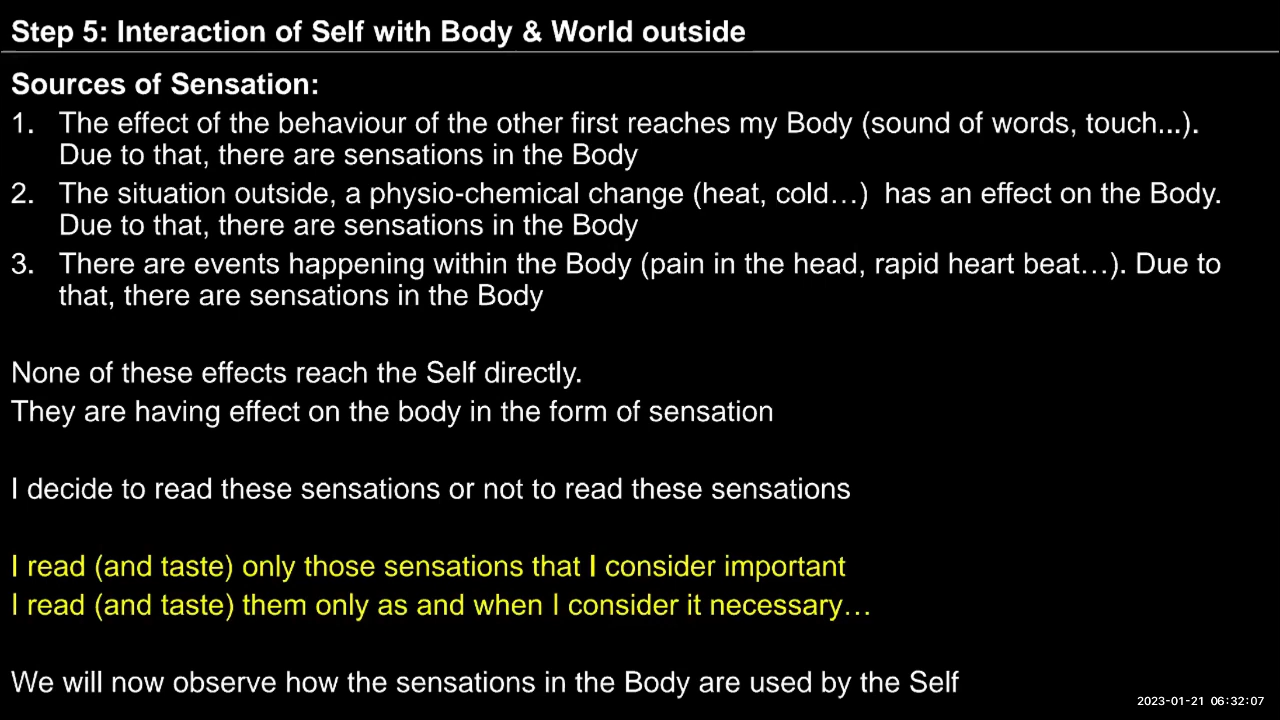 Step 5: Interaction of Self with Body & World outside
Sources of Sensation:
1. The effect of the behaviour of the other first reaches my Body (sound of words, touch...).
Due to that, there are sensations in the Body
2. The situation outside, a physio-chemical change (heat, cold…)  has an effect on the Body.
Due to that, there are sensations in the Body
3. There are events happening within the Body (pain in the head, rapid heart beat…). Due to
that, there are sensations in the Body
None of these effects reach the Self directly.
They are having effect on the body in the form of sensation
I decide to read these sensations or not to read these sensations
I read (and taste) only those sensations that I consider important
I read (and taste) them only as and when I consider it necessary…
We will now observe how the sensations in the Body are used by the Self
2023-01-21 06:32:07